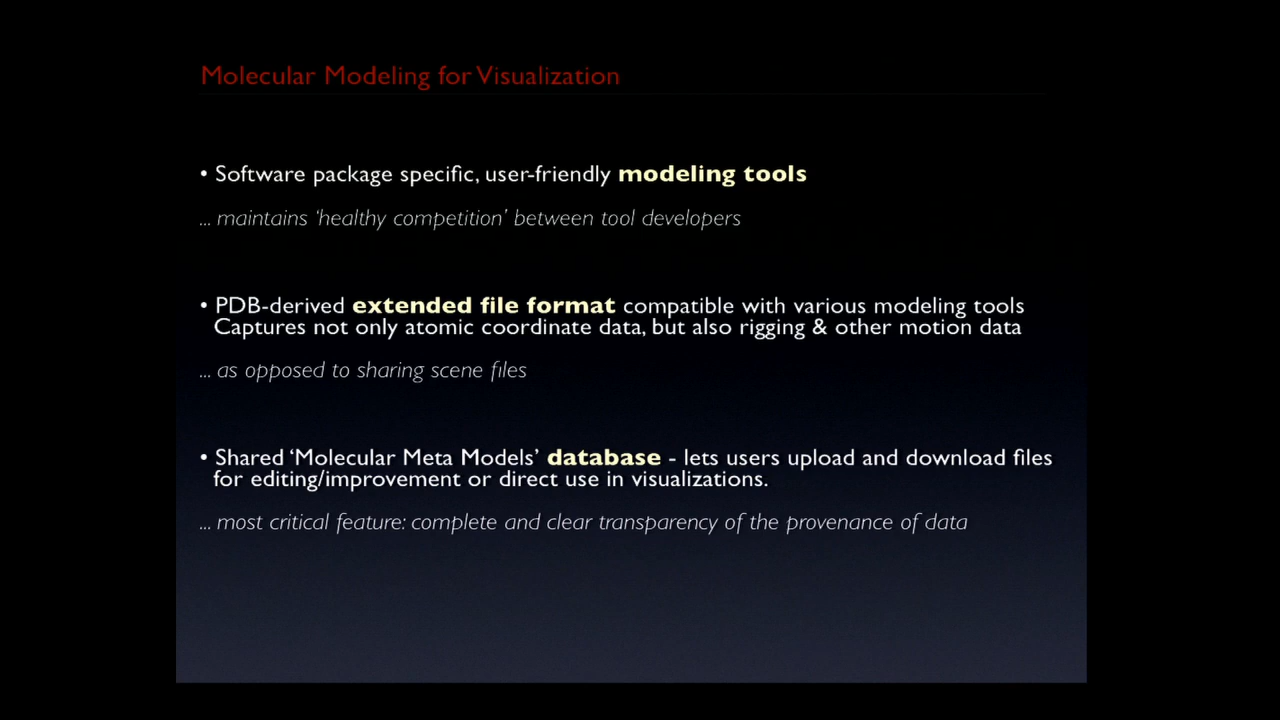 Molecular Modeling for Visualization
• Software package specific, user-friendly modeling tools
... maintains ‘healthy competition’ between tool developers
• PDB-derived extended file format compatible with various modeling tools
Captures not only atomic coordinate data, but also rigging & other motion data
... as opposed to sharing scene files
• Shared ‘Molecular Meta Models’ database - lets users upload and download files
for editing/improvement or direct use in visualizations.
... most critical feature: complete and clear transparency of the provenance of data